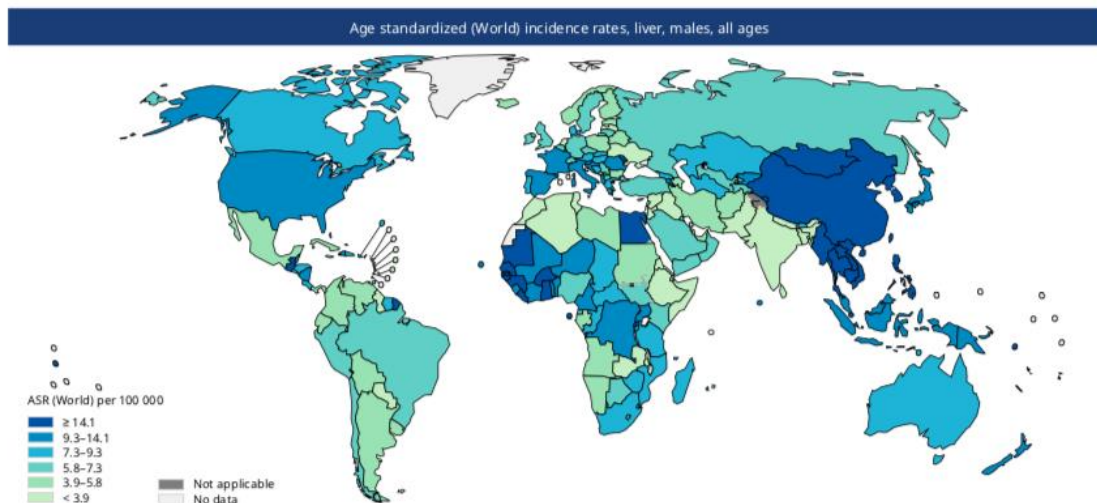 Age standardized (World) incidence rates, liver, males, all ages
ASR (World) per 100 000
≥ 14.1
9.3–14.1
7.3–9.3
5.8–7.3
3.9–5.8
< 3.9
Not applicable
No data